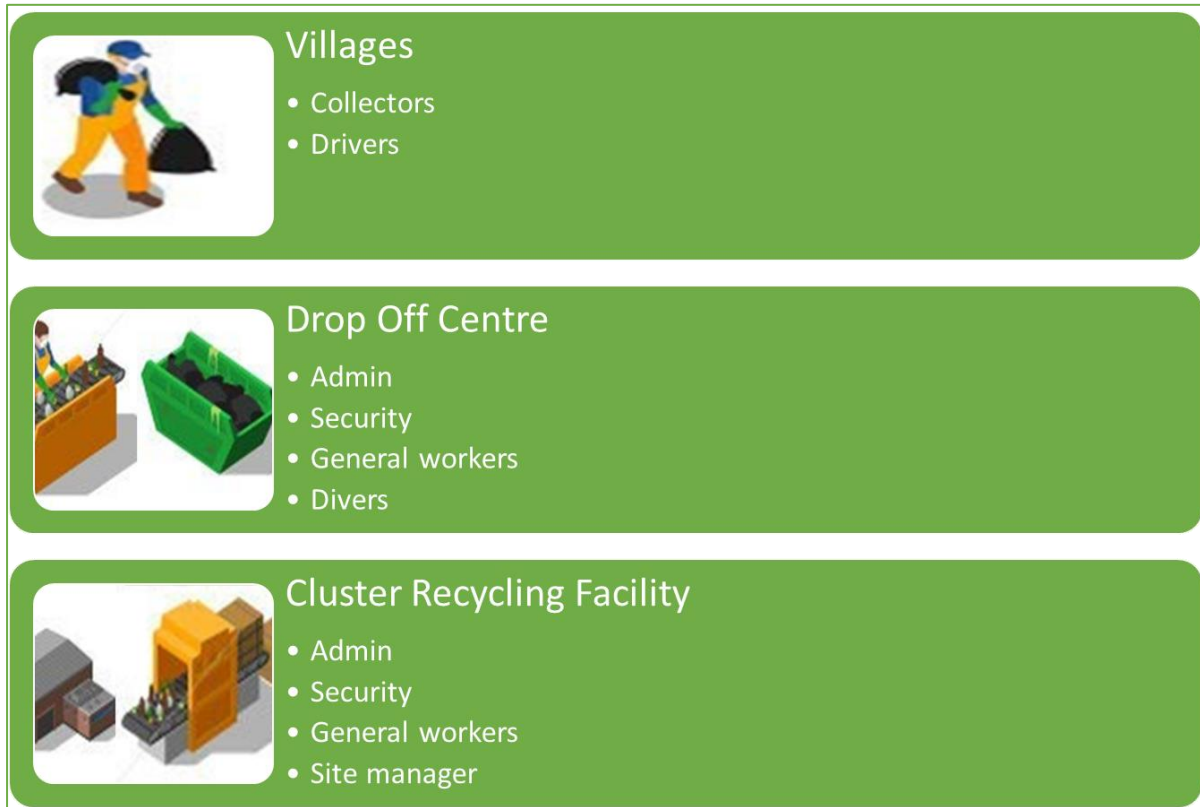 Villages
• Collectors
• Drivers
Drop Off Centre
• Admin
• Security
• General workers
• Divers
Cluster Recycling Facility
• Admin
• Security
• General workers
• Site manager